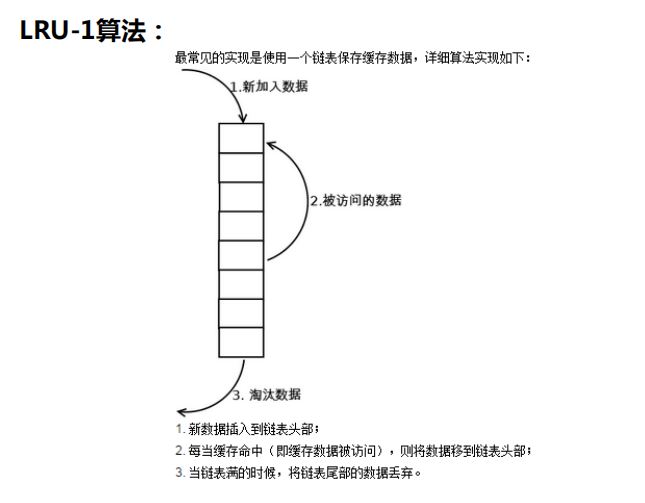 LRU-1算法：
最常见的实现是使用一个链表保存缓存数据，详细算法实现如下：
1.新加入数据
2.被访问的数据
3. 淘汰数据
1. 新数据插入到链表头部；
2. 每当缓存命中（即缓存数据被访问），则将数据移到链表头部；
3. 当链表满的时候，将链表尾部的数据丢弃。